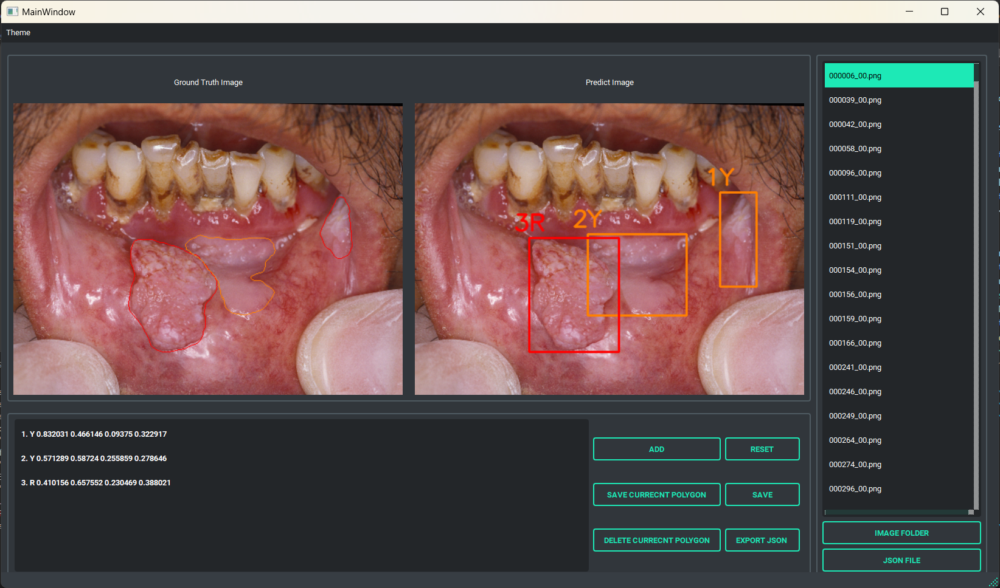 MainWindow
Theme
Ground Truth Image
Predict Image
1Y
2Y
3R
1. Y 0.832031 0.466146 0.09375 0.322917
2. Y 0.571289 0.58724 0.255859 0.278646
3. R 0.410156 0.657552 0.230469 0.388021
ADD
RESET
SAVE CURRECNT POLYGON
SAVE
DELETE CURRECNT POLYGON
EXPORT JSON
000006_00.png
000039_00.png
000042_00.png
000058_00.png
000096_00.png
000111_00.png
000119_00.png
000151_00.png
000154_00.png
000156_00.png
000159_00.png
000166_00.png
000241_00.png
000246_00.png
000249_00.png
000264_00.png
000274_00.png
000296_00.png
IMAGE FOLDER
JSON FILE